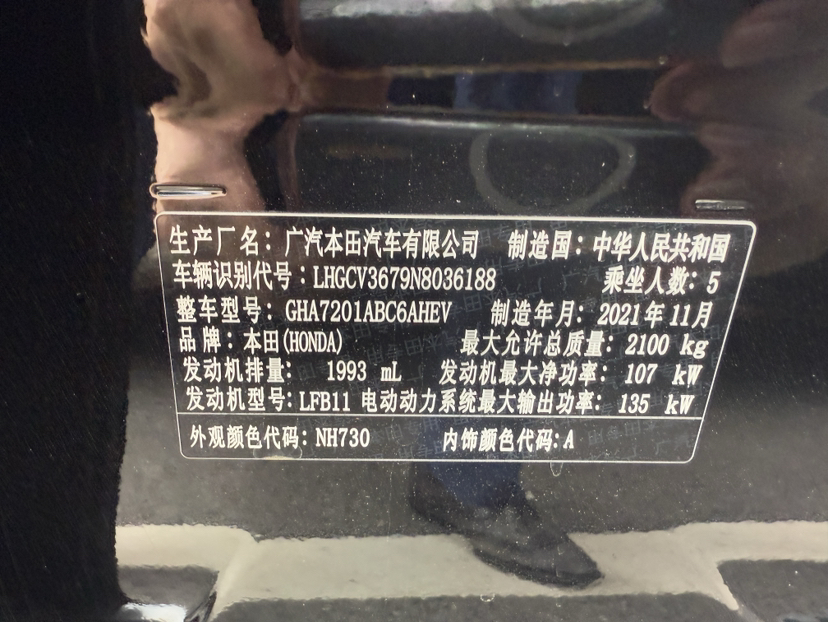 生产厂名：广汽本田汽车有限公司 制造国：中华人民共和国
车辆识别代号：LHGCV3679N8036188 乘坐人数：5
整车型号：GHA7201ABC6AHEV 制造年月：2021年11月
品牌：本田(HONDA) 最大允许总质量：2100 kg
发动机排量： 1993 mL 发动机最大净功率：107 kW
发动机型号：LFB11 电动动力系统最大输出功率：135 kW
外观颜色代码：NH730 内饰颜色代码：A